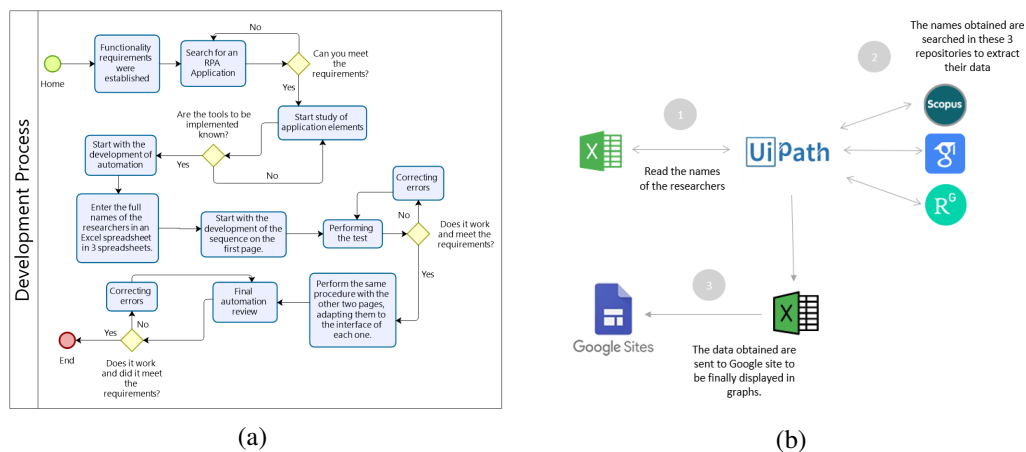 Development Process
Home
Functionality
requirements
were
established
Search for an
RPA
Application
No
Can you meet
the
requirements?
Yes
Start study of
application elements
Are the tools to be
implemented
known?
Yes
No
Start with the
development of
automation
Enter the full
names of the
researchers in an
Excel spreadsheet
in 3 spreadsheets.
Start with the
development of the
sequence on the
first page.
Performing
the test
Correcting
errors
No
Does it work
and meet the
requirements?
Yes
Perform the same
procedure with the
other two pages,
adapting them to
the interface of
each one.
Final
automation
review
Correcting
errors
No
Yes
Does it work
and did it meet
the
requirements?
End
(a)
1
Read the names
of the researchers
X
UiPath
2
The names obtained are
searched in these 3
repositories to extract
their data
Scopus
g
RG
3
X
Google Sites
The data obtained are
sent to Google site to
be finally displayed in
graphs.
(b)